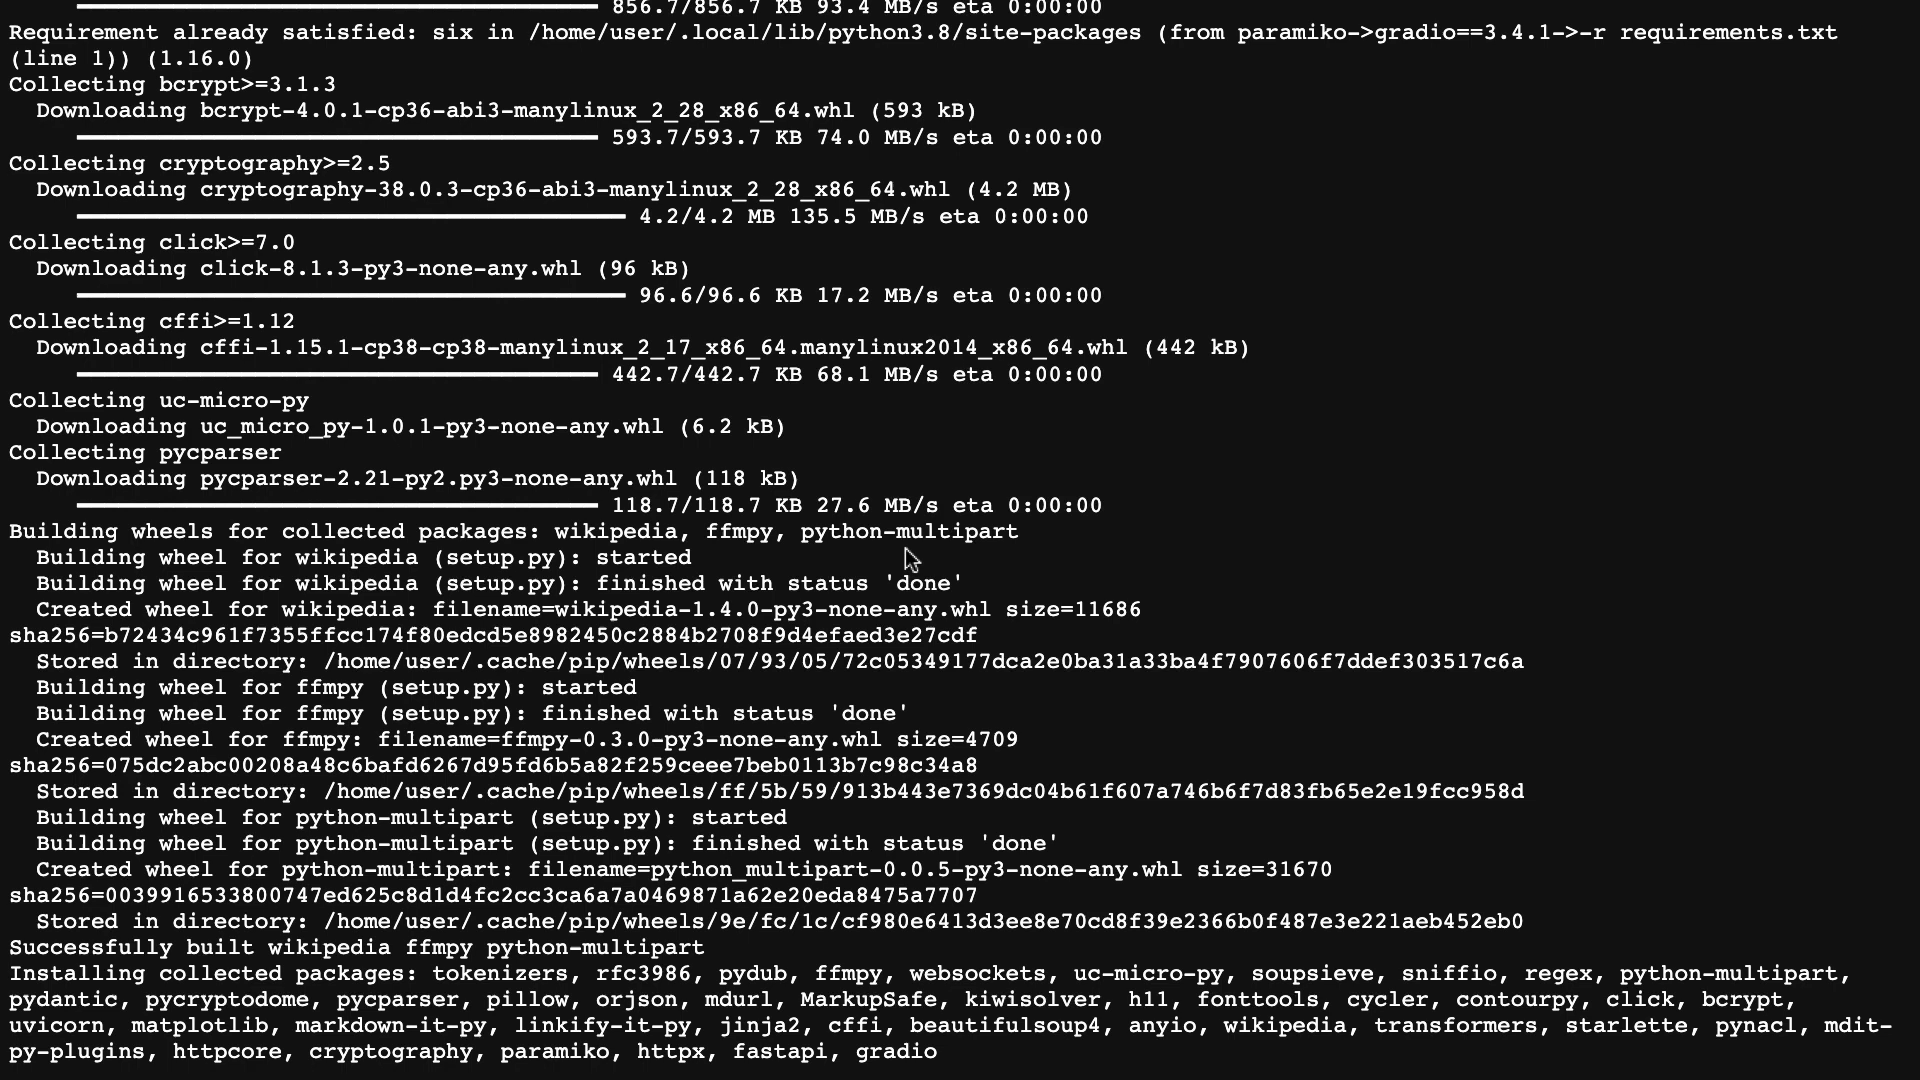 856.7/856.7 KB 93.4 MB/s eta 0:00:00
Requirement already satisfied: six in /home/user/.local/lib/python3.8/site-packages (from paramiko->gradio==3.4.1->-r requirements.txt
(line 1)) (1.16.0)
Collecting bcrypt>=3.1.3
Downloading bcrypt-4.0.1-cp36-abi3-manylinux_2_28_x86_64.whl (593 kB)
593.7/593.7 KB 74.0 MB/s eta 0:00:00
Collecting cryptography>=2.5
Downloading cryptography-38.0.3-cp36-abi3-manylinux_2_28_x86_64.whl (4.2 MB)
4.2/4.2 MB 135.5 MB/s eta 0:00:00
Collecting click>=7.0
Downloading click-8.1.3-py3-none-any.whl (96 kB)
96.6/96.6 KB 17.2 MB/s eta 0:00:00
Collecting cffi>=1.12
Downloading cffi-1.15.1-cp38-cp38-manylinux_2_17_x86_64.manylinux2014_x86_64.whl (442 kB)
442.7/442.7 KB 68.1 MB/s eta 0:00:00
Collecting uc-micro-py
Downloading uc_micro_py-1.0.1-py3-none-any.whl (6.2 kB)
Collecting pycparser
Downloading pycparser-2.21-py2.py3-none-any.whl (118 kB)
118.7/118.7 KB 27.6 MB/s eta 0:00:00
Building wheels for collected packages: wikipedia, ffmpy, python-multipart
Building wheel for wikipedia (setup.py): started
Building wheel for wikipedia (setup.py): finished with status 'done'
Created wheel for wikipedia: filename=wikipedia-1.4.0-py3-none-any.whl size=11686
sha256=b72434c961f7355ffcc174f80edcd5e8982450c2884b2708f9d4efaed3e27cdf
Stored in directory: /home/user/.cache/pip/wheels/07/93/05/72c05349177dca2e0ba31a33ba4f7907606f7ddef303517c6a
Building wheel for ffmpy (setup.py): started
Building wheel for ffmpy (setup.py): finished with status 'done'
Created wheel for ffmpy: filename=ffmpy-0.3.0-py3-none-any.whl size=4709
sha256=075dc2abc00208a48c6bafd6267d95fd6b5a82f259ceee7beb0113b7c98c34a8
Stored in directory: /home/user/.cache/pip/wheels/ff/5b/59/913b443e7369dc04b61f607a746b6f7d83fb65e2e19fcc958d
Building wheel for python-multipart (setup.py): started
Building wheel for python-multipart (setup.py): finished with status 'done'
Created wheel for python-multipart: filename=python_multipart-0.0.5-py3-none-any.whl size=31670
sha256=0039916533800747ed625c8d1d4fc2cc3ca6a7a0469871a62e20eda8475a7707
Stored in directory: /home/user/.cache/pip/wheels/9e/fc/1c/cf980e6413d3ee8e70cd8f39e2366b0f487e3e221aeb452eb0
Successfully built wikipedia ffmpy python-multipart
Installing collected packages: tokenizers, rfc3986, pydub, ffmpy, websockets, uc-micro-py, soupsieve, sniffio, regex, python-multipart,
pydantic, pycryptodome, pycparser, pillow, orjson, mdurl, MarkupSafe, kiwisolver, h11, fonttools, cycler, contourpy, click, bcrypt,
uvicorn, matplotlib, markdown-it-py, linkify-it-py, jinja2, cffi, beautifulsoup4, anyio, wikipedia, transformers, starlette, pynacl, mdit-
py-plugins, httpcore, cryptography, paramiko, httpx, fastapi, gradio